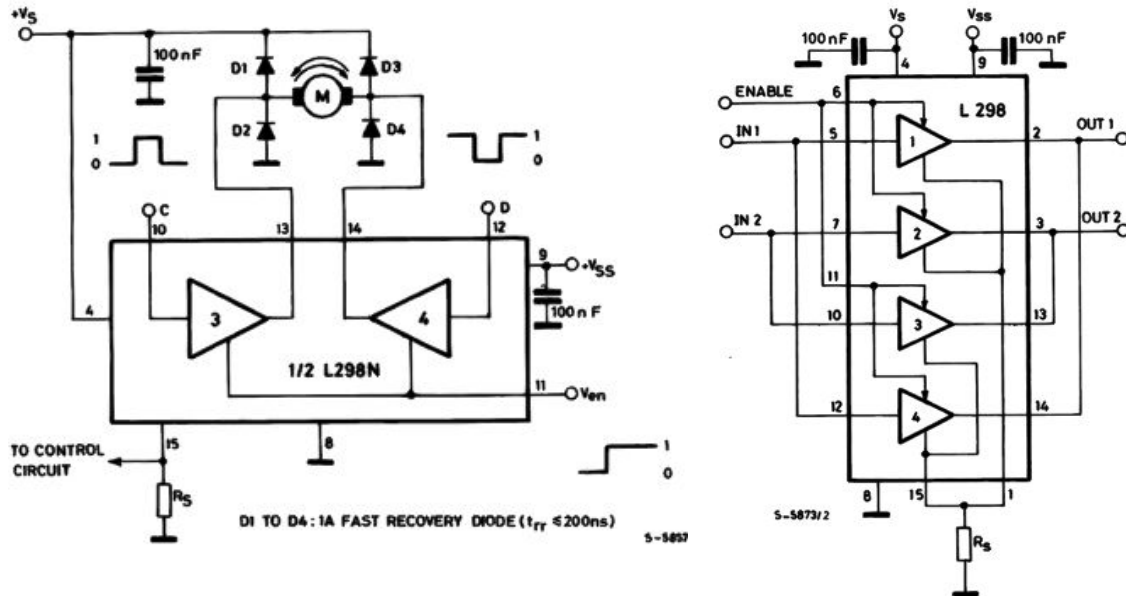 +VS
100 nF
D1
D3
M
D2
D4
1
0
1
0
C
D
10
13
14
12
9
+VSS
100 nF
4
3
4
1/2 L298N
11
Ven
15
8
TO CONTROL
CIRCUIT
RS
1
0
D1 TO D4 : 1A FAST RECOVERY DIODE ( trr ≤ 200ns )
S-5857
VS
VSS
100 nF
100 nF
4
9
ENABLE
6
L 298
IN 1
5
1
2
OUT 1
IN 2
7
2
3
OUT 2
11
10
3
13
12
4
14
8
15
1
S-5873/2
RS